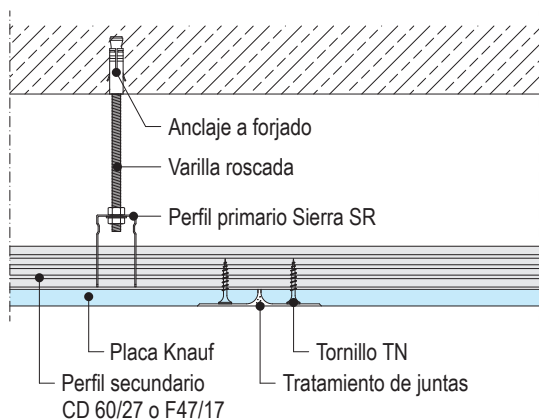 Anclaje a forjado
Varilla roscada
Perfil primario Sierra SR
Placa Knauf
Tornillo TN
Perfil secundario
CD 60/27 o F47/17
Tratamiento de juntas